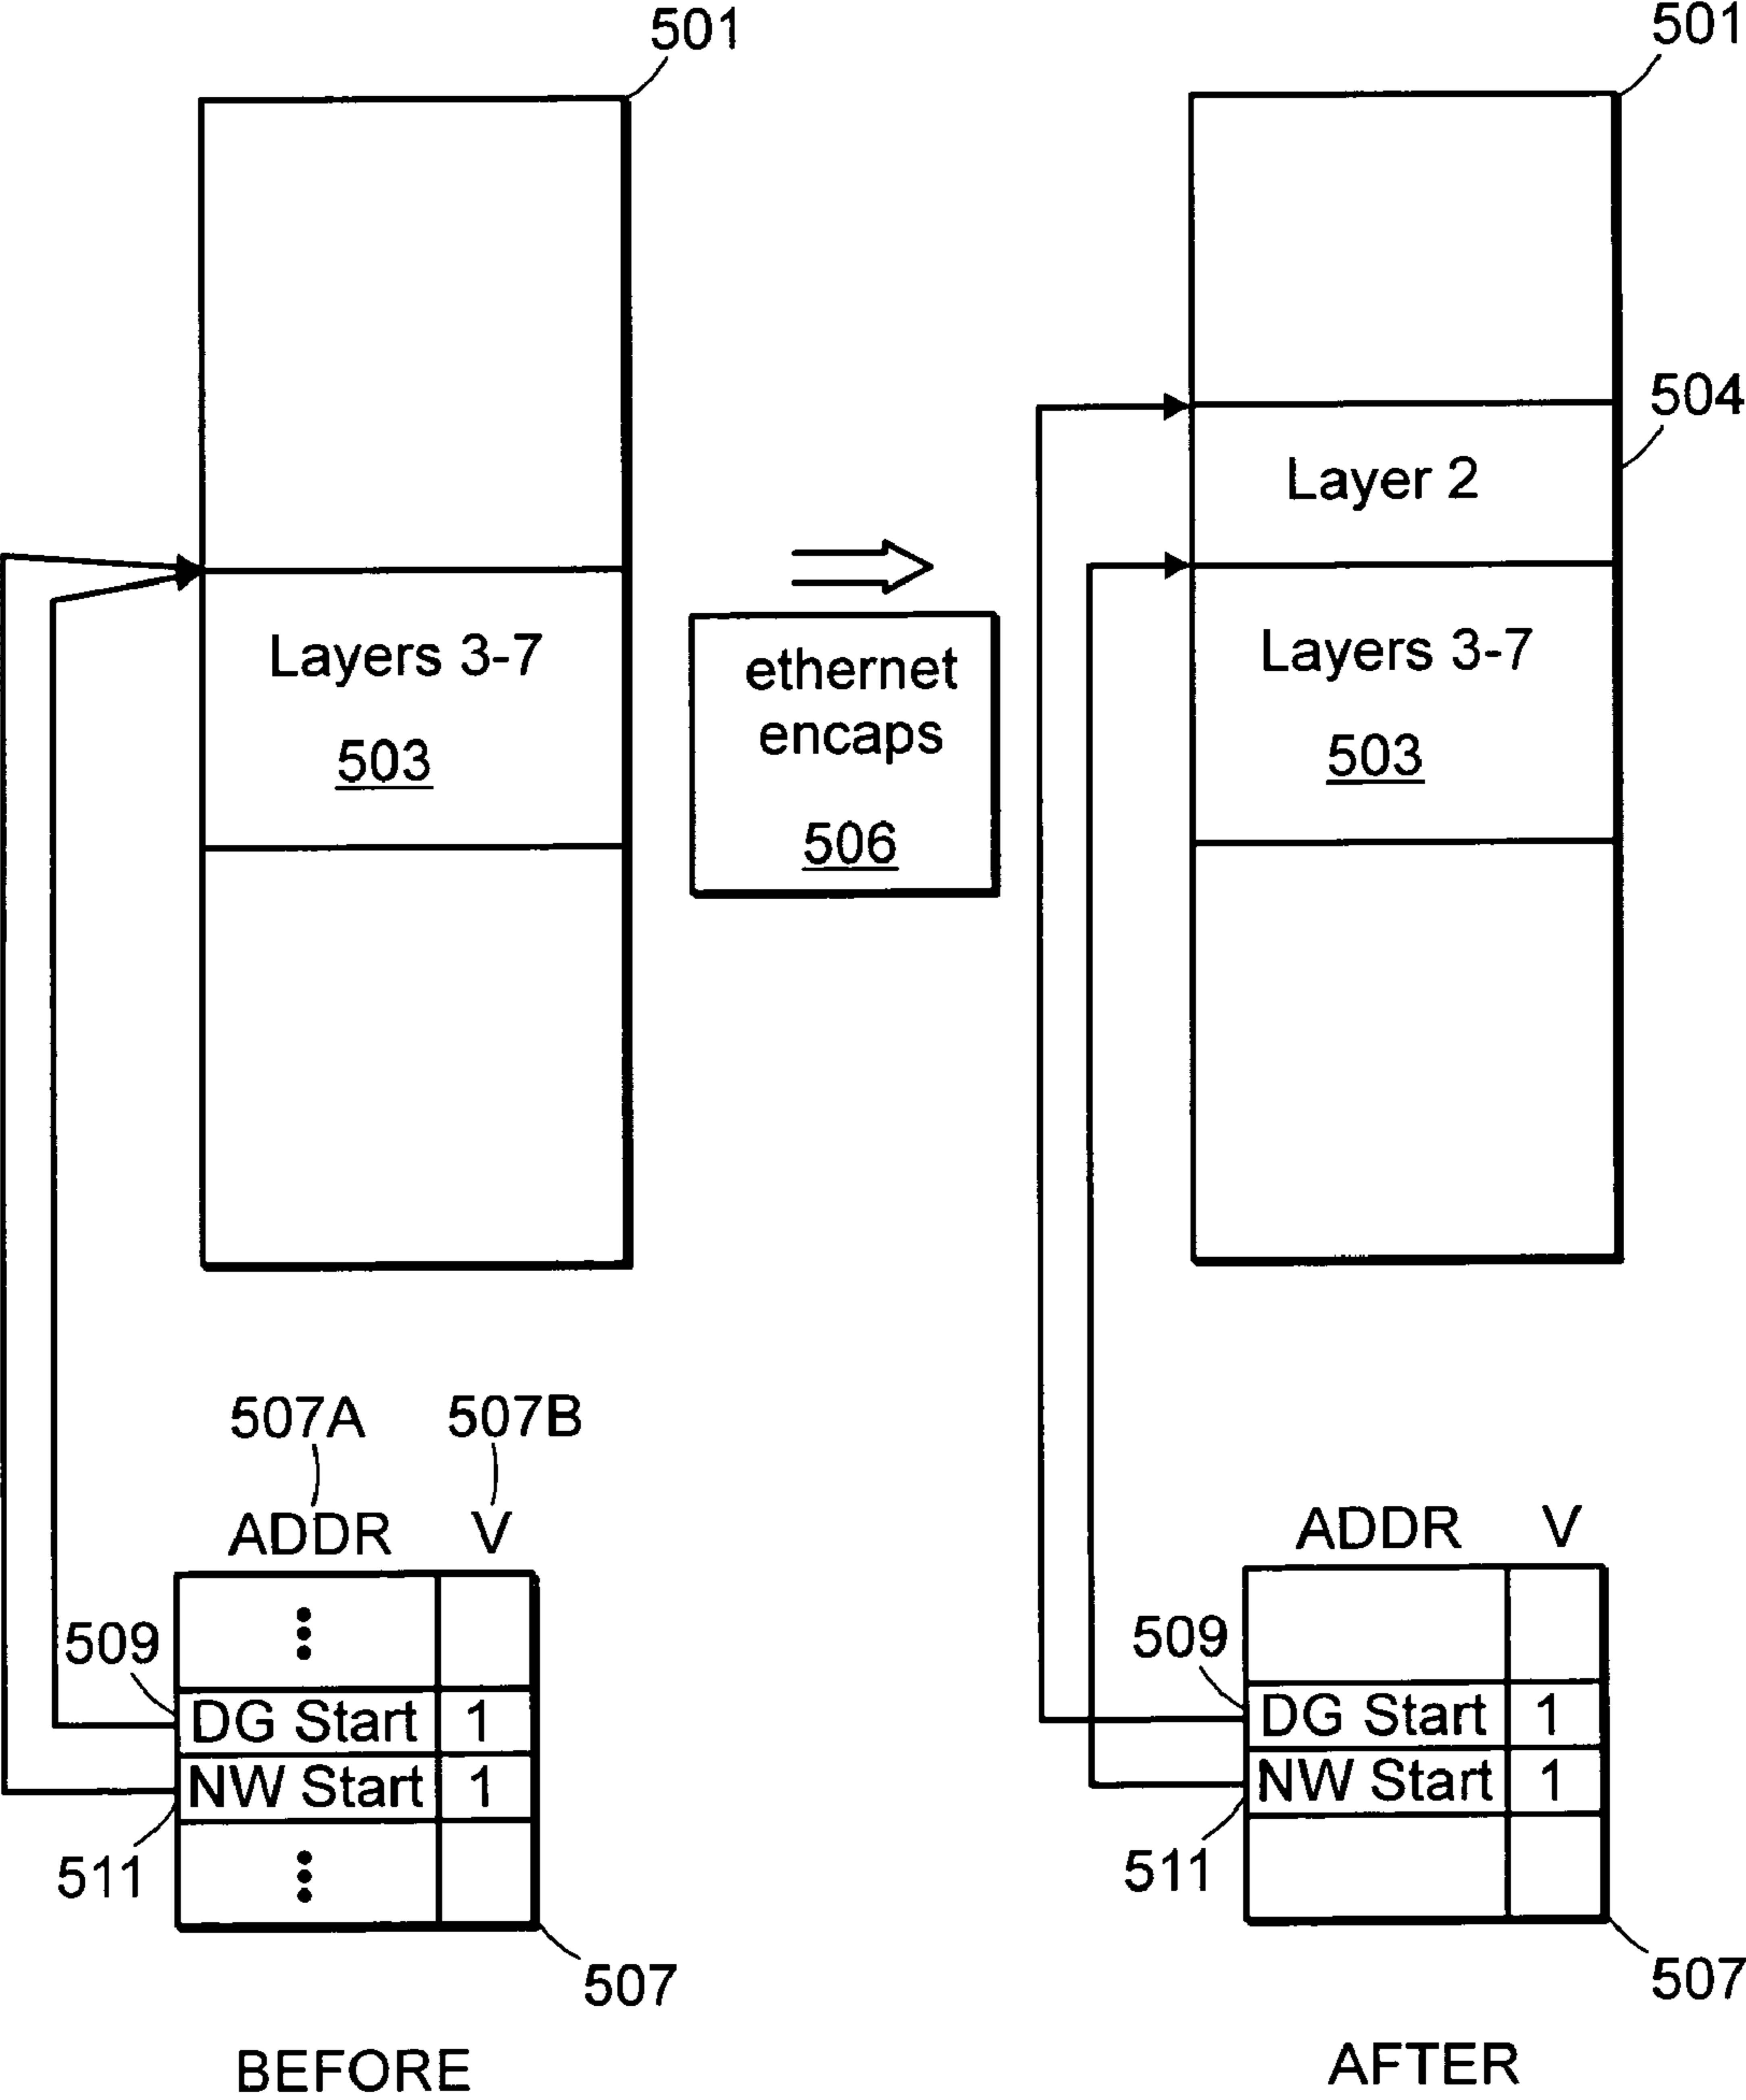 501
501
504
Layer 2
Layers 3-7
503
ethernet
encaps
506
Layers 3-7
503
507A
507B
ADDR V
509
DG Start 1
NW Start 1
511
507
BEFORE
ADDR V
509
DG Start 1
NW Start 1
511
507
AFTER